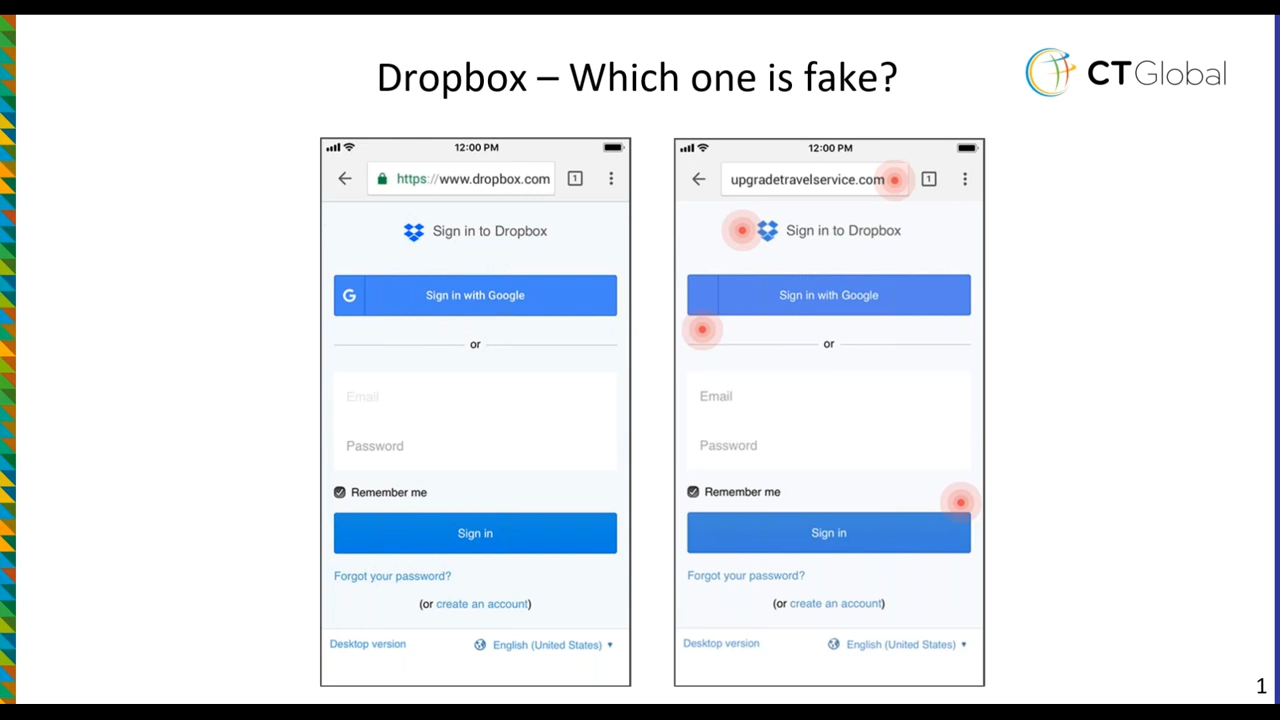 Dropbox – Which one is fake?
CTGlobal
12:00 PM
https://www.dropbox.com
1
Sign in to Dropbox
G
Sign in with Google
or
Email
Password
Remember me
Sign in
Forgot your password?
(or create an account)
Desktop version
English (United States)
12:00 PM
upgradetravelservice.com
1
Sign in to Dropbox
Sign in with Google
or
Email
Password
Remember me
Sign in
Forgot your password?
(or create an account)
Desktop version
English (United States)
1